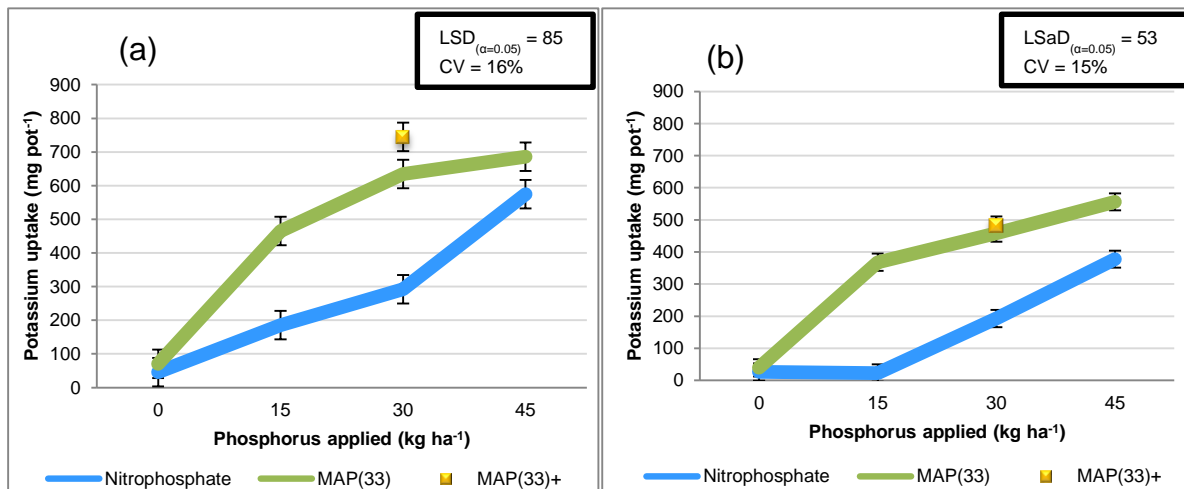 (a)
LSD(α=0.05) = 85
CV = 16%
Potassium uptake (mg pot-1)
900
800
700
600
500
400
300
200
100
0
0 15 30 45
Phosphorus applied (kg ha-1)
Nitrophosphate MAP(33) MAP(33)+
(b)
LSaD(α=0.05) = 53
CV = 15%
Potassium uptake (mg pot-1)
900
800
700
600
500
400
300
200
100
0
0 15 30 45
Phosphorus applied (kg ha-1)
Nitrophosphate MAP(33) MAP(33)+